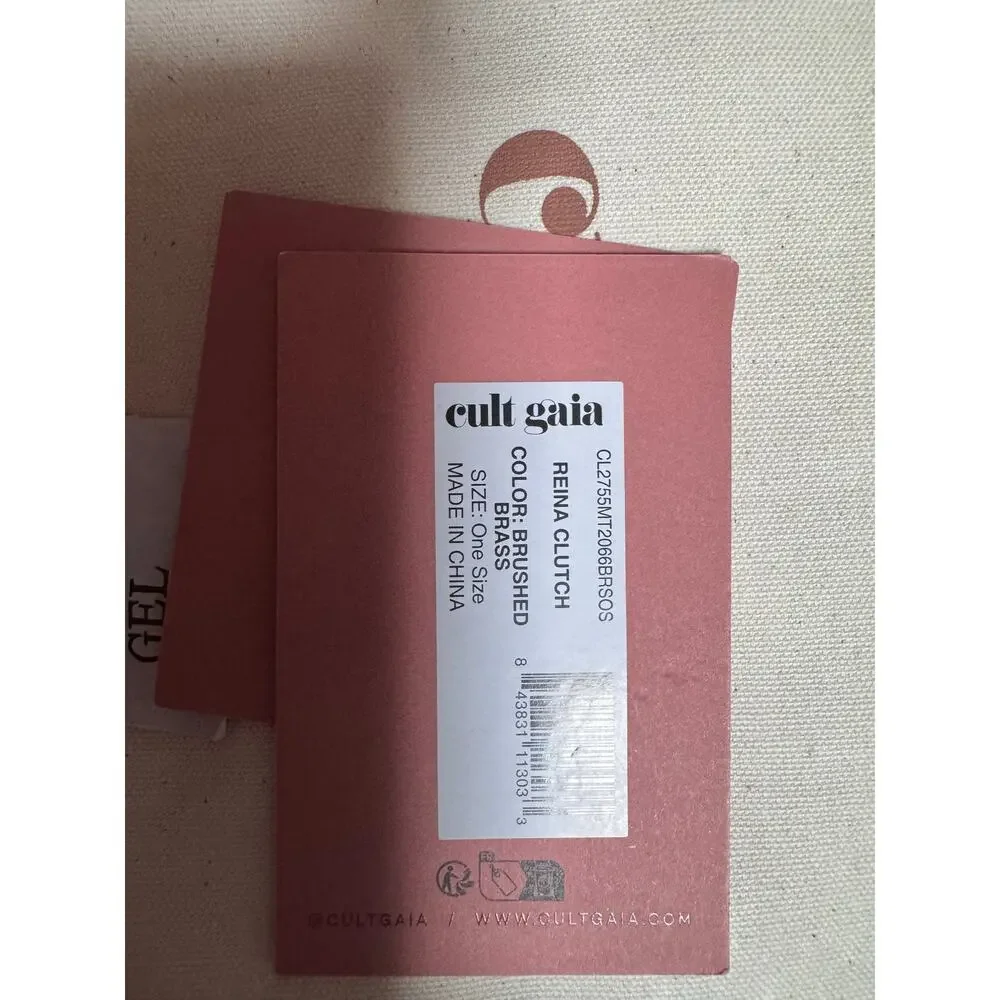 cult gaia
CL2755MT2066BRSOS
REINA CLUTCH
COLOR: BRUSHED
BRASS
SIZE: One Size
MADE IN CHINA
8 43831 11303 3
FR
@CULTGAIA / WWW.CULTGAIA.COM
GEL